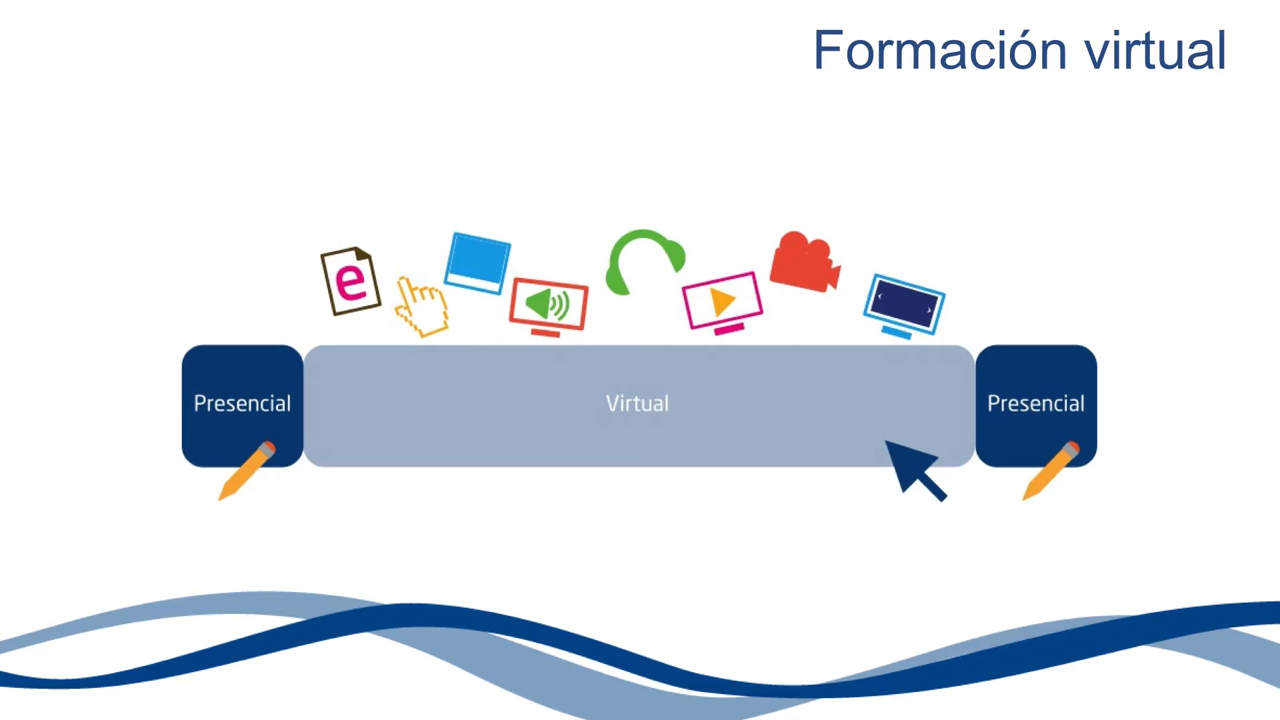 Formación virtual
e
Presencial
Virtual
Presencial